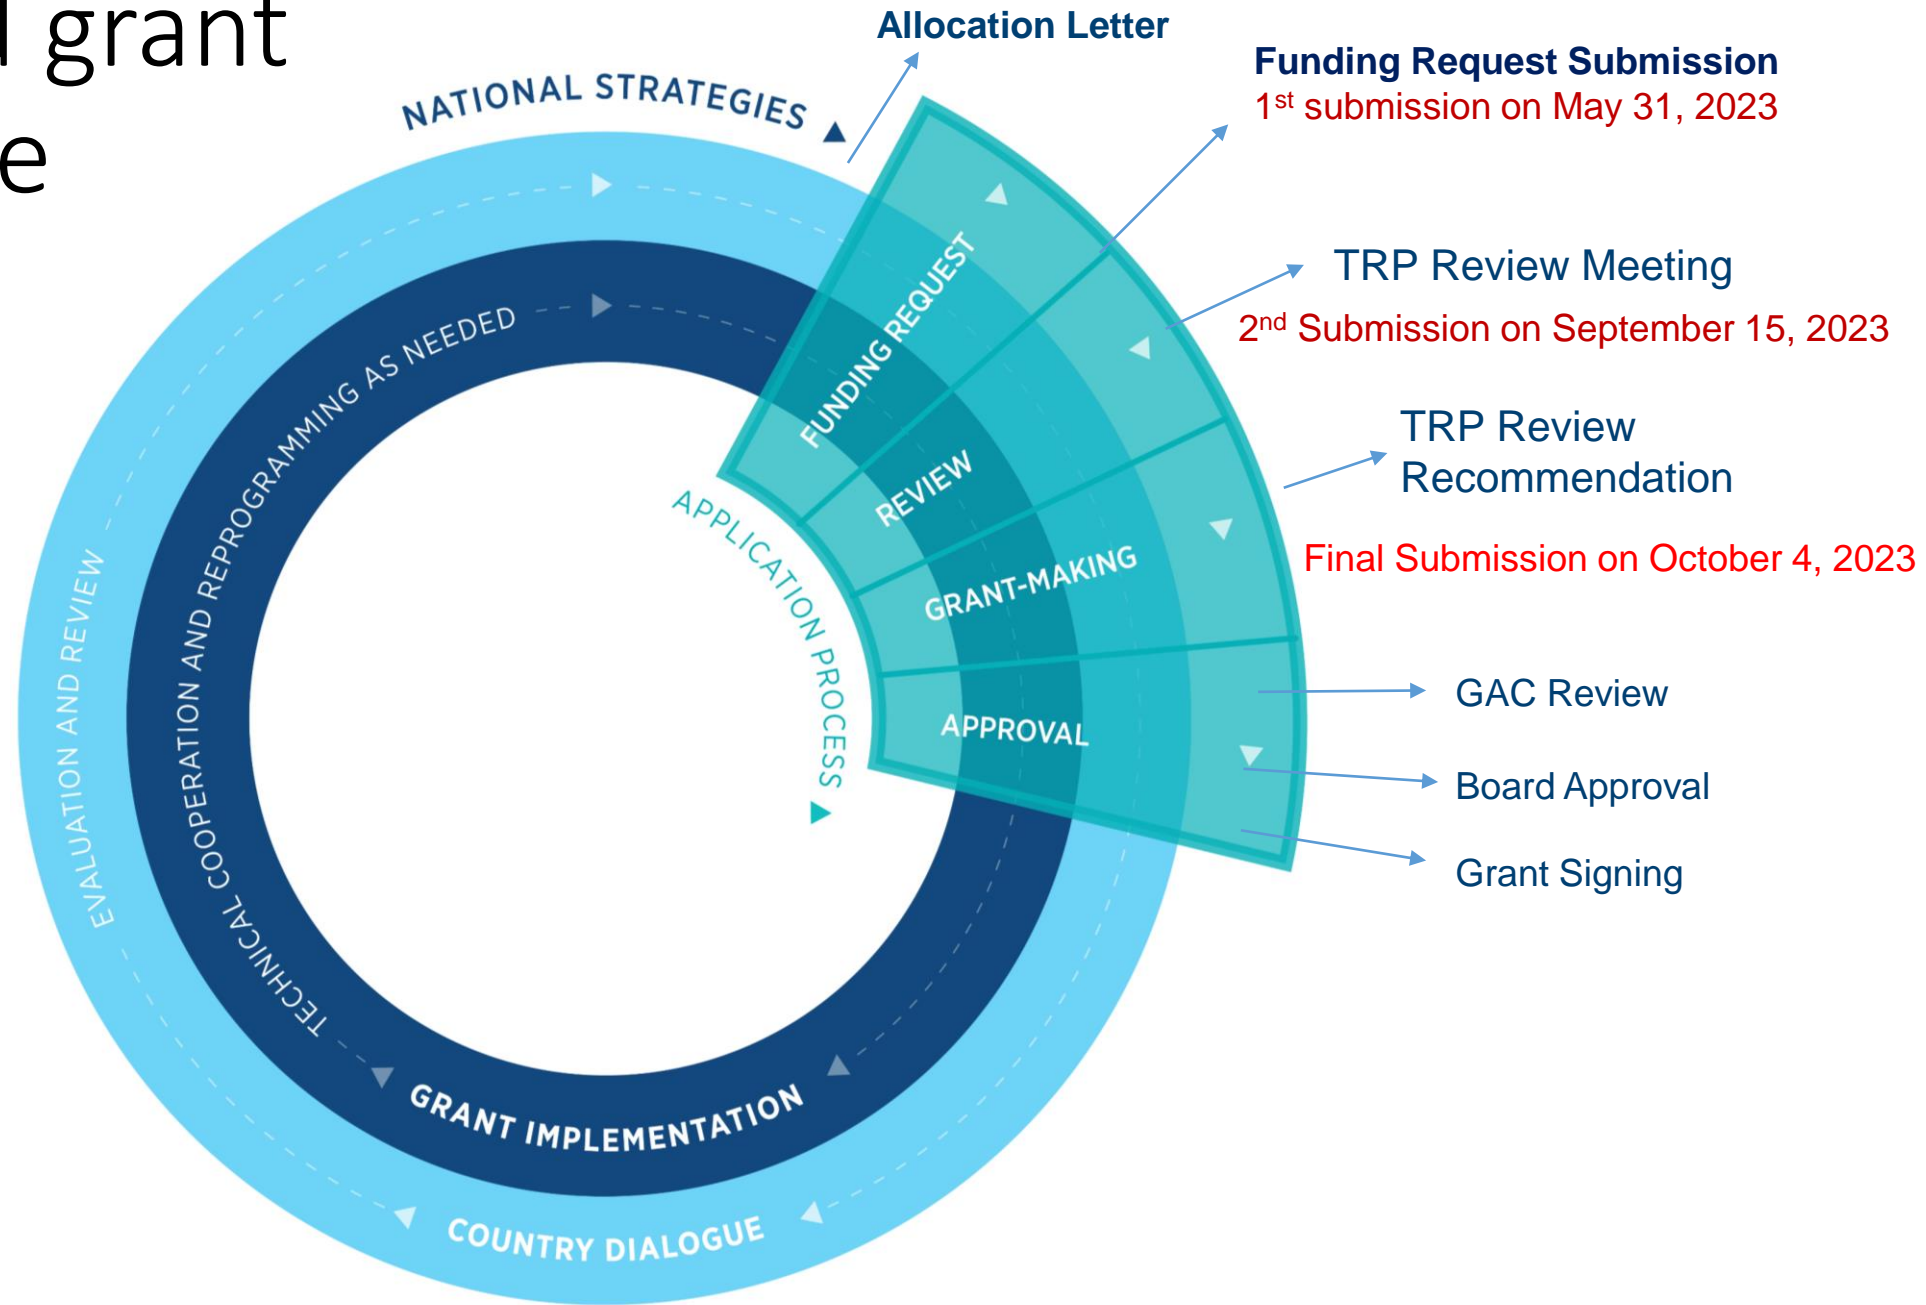 grant
e
Allocation Letter
NATIONAL STRATEGIES
Funding Request Submission
1st submission on May 31, 2023
TRP Review Meeting
2nd Submission on September 15, 2023
TRP Review
Recommendation
Final Submission on October 4, 2023
GAC Review
Board Approval
Grant Signing
FUNDING REQUEST
REVIEW
GRANT-MAKING
APPROVAL
APPLICATION PROCESS
EVALUATION AND REVIEW
TECHNICAL COOPERATION AND REPROGRAMMING AS NEEDED
GRANT IMPLEMENTATION
COUNTRY DIALOGUE